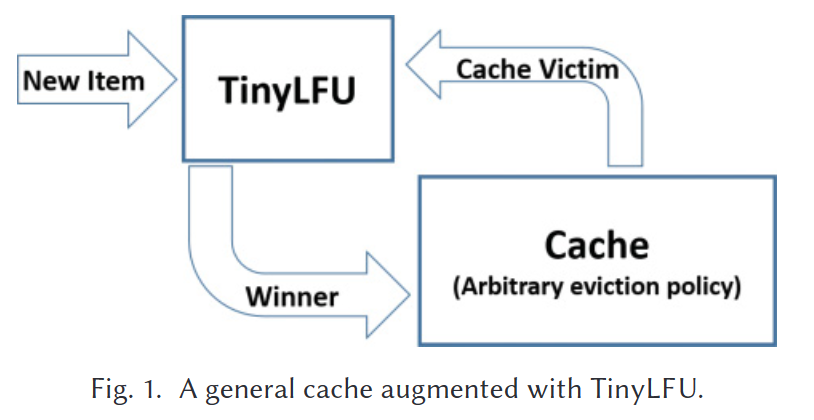 New Item
TinyLFU
Cache Victim
Winner
Cache
(Arbitrary eviction policy)
Fig. 1. A general cache augmented with TinyLFU.